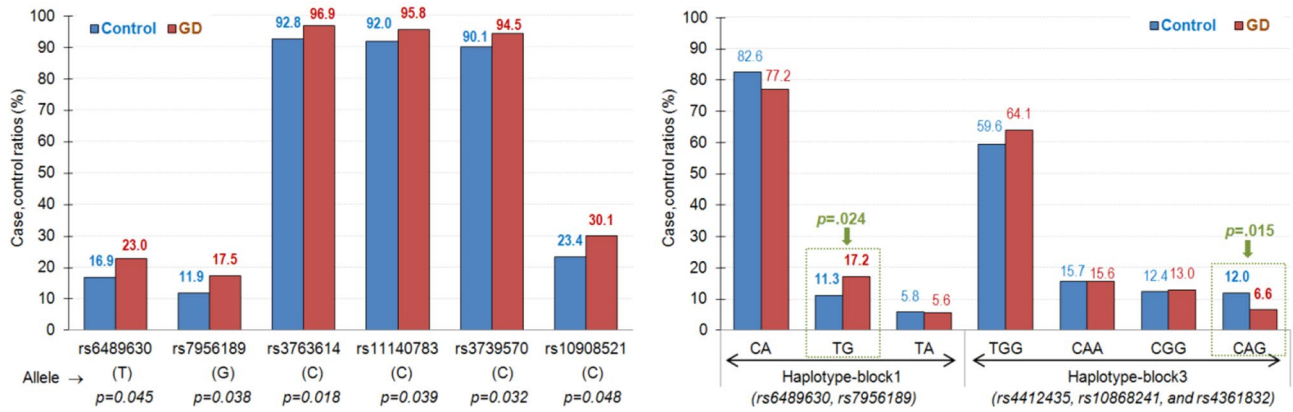 Control GD
Case,control ratios (%)
100
90
80
70
60
50
40
30
20
10
0
16.9 23.0
11.9 17.5
92.8 96.9
92.0 95.8
90.1 94.5
23.4 30.1
rs6489630 rs7956189 rs3763614 rs11140783 rs3739570 rs10908521
Allele → (T) (G) (C) (C) (C) (C)
p=0.045 p=0.038 p=0.018 p=0.039 p=0.032 p=0.048
Control GD
Case,control ratios (%)
100
90
80
70
60
50
40
30
20
10
0
82.6 77.2
p=.024
11.3 17.2
5.8 5.6
59.6 64.1
15.7 15.6
12.4 13.0
p=.015
12.0 6.6
CA TG TA TGG CAA CGG CAG
Haplotype-block1 Haplotype-block3
(rs6489630, rs7956189) (rs4412435, rs10868241, and rs4361832)